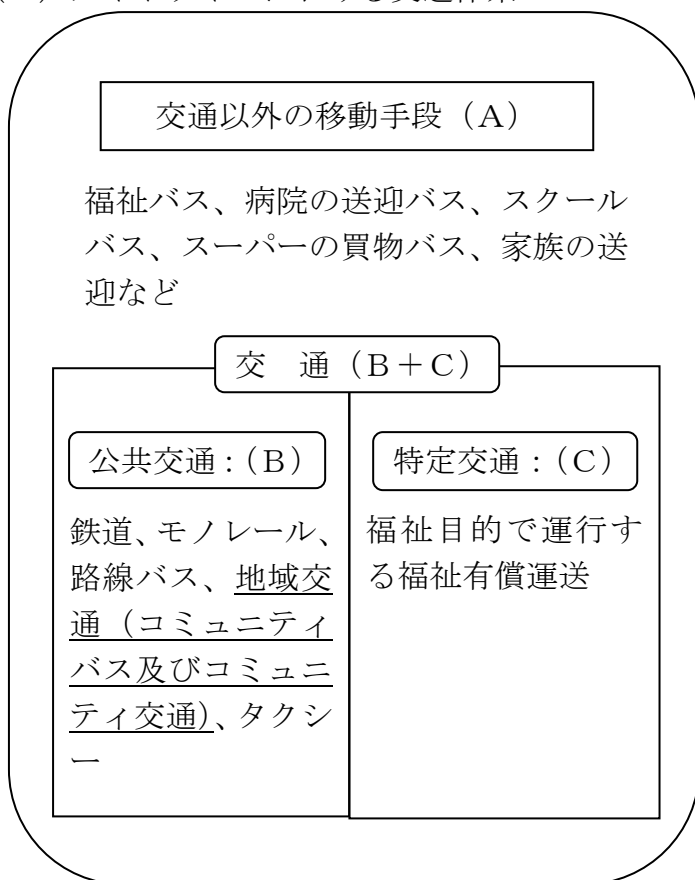 交通以外の移動手段（A）
福祉バス、病院の送迎バス、スクール
バス、スーパーの買物バス、家族の送
迎など
交　通（B＋C）
公共交通：（B）
鉄道、モノレール、
路線バス、地域交
通（コミュニティ
バス及びコミュニ
ティ交通）、タクシ
ー
特定交通：（C）
福祉目的で運行す
る福祉有償運送